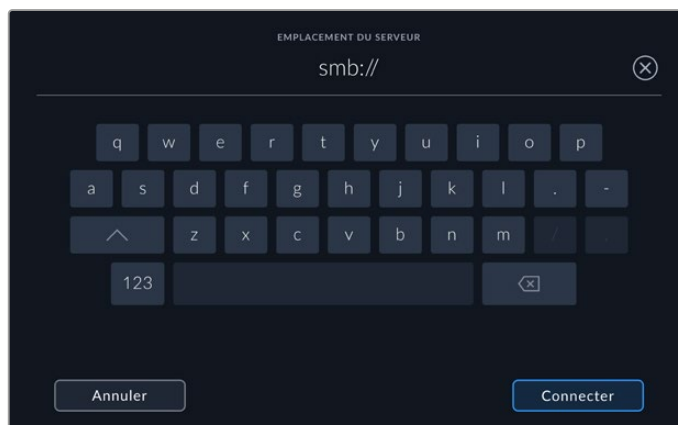 EMPLACEMENT DU SERVEUR
smb://
q w e r t y u i o p
a s d f g h j k l . -
z x c v b n m / .
123
Annuler Connecter